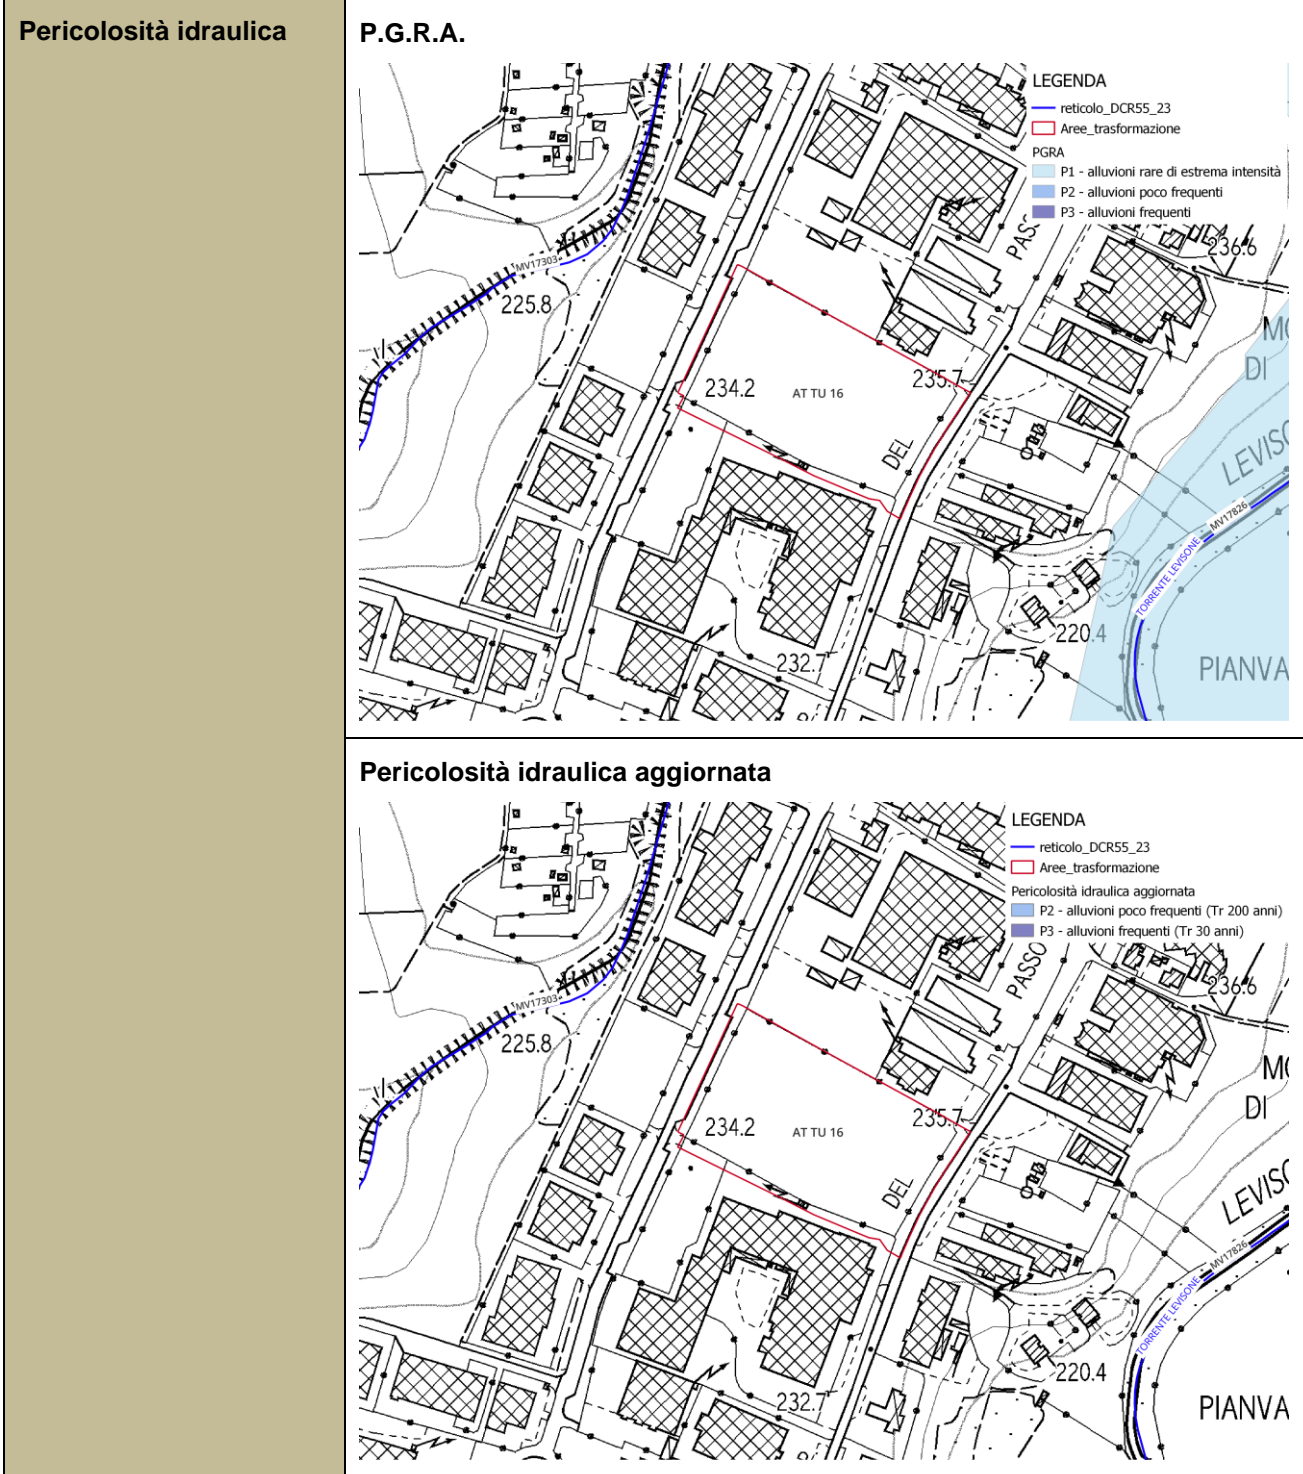 Pericolosità idraulica
P.G.R.A.
LEGENDA
reticolo_DCR55_23
Aree_trasformazione
PGRA
P1 - alluvioni rare di estrema intensità
P2 - alluvioni poco frequenti
P3 - alluvioni frequenti
PASS
236.6
MV17303
225.8
DI
234.2
AT TU 16
235.7
DEL
LEVISO
MV17826
TORRENTE LEVISONE
220.4
232.7
PIANVA
Pericolosità idraulica aggiornata
LEGENDA
reticolo_DCR55_23
Aree_trasformazione
Pericolosità idraulica aggiornata
P2 - alluvioni poco frequenti (Tr 200 anni)
P3 - alluvioni frequenti (Tr 30 anni)
PASSO
236.6
MV17303
225.8
DI
234.2
AT TU 16
235.7
DEL
LEVISO
MV17826
TORRENTE LEVISONE
220.4
232.7
PIANVA